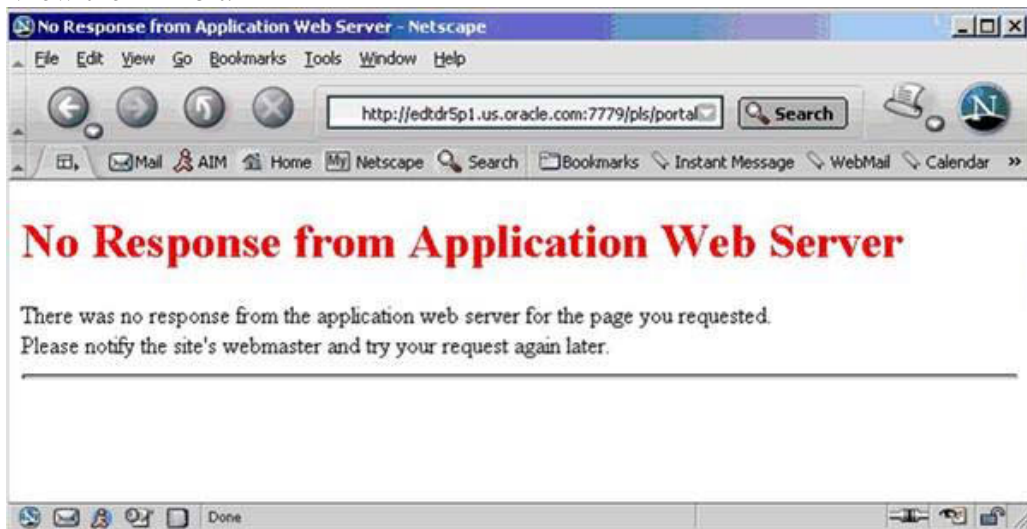 No Response from Application Web Server - Netscape
File Edit View Go Bookmarks Tools Window Help
http://edtdr5p1.us.oracle.com:7779/pls/portal
Search
N
Mail AIM Home My Netscape Search Bookmarks Instant Message WebMail Calendar »
No Response from Application Web Server
There was no response from the application web server for the page you requested.
Please notify the site's webmaster and try your request again later.
Done